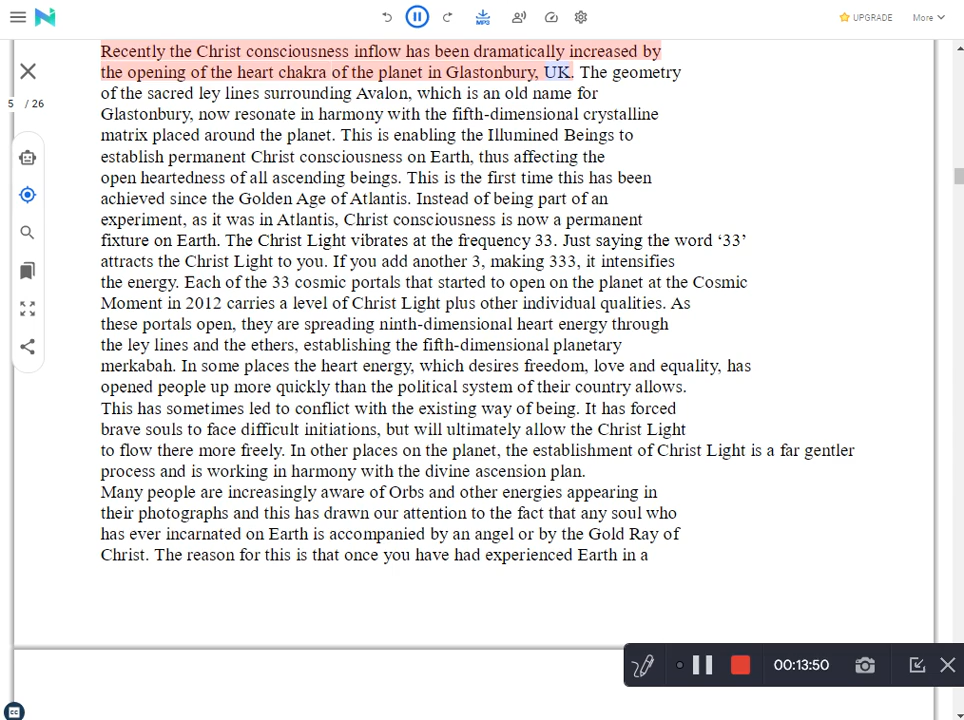 MP3
UPGRADE
More
5 / 26
Recently the Christ consciousness inflow has been dramatically increased by
the opening of the heart chakra of the planet in Glastonbury, UK. The geometry
of the sacred ley lines surrounding Avalon, which is an old name for
Glastonbury, now resonate in harmony with the fifth-dimensional crystalline
matrix placed around the planet. This is enabling the Illumined Beings to
establish permanent Christ consciousness on Earth, thus affecting the
open heartedness of all ascending beings. This is the first time this has been
achieved since the Golden Age of Atlantis. Instead of being part of an
experiment, as it was in Atlantis, Christ consciousness is now a permanent
fixture on Earth. The Christ Light vibrates at the frequency 33. Just saying the word ‘33’
attracts the Christ Light to you. If you add another 3, making 333, it intensifies
the energy. Each of the 33 cosmic portals that started to open on the planet at the Cosmic
Moment in 2012 carries a level of Christ Light plus other individual qualities. As
these portals open, they are spreading ninth-dimensional heart energy through
the ley lines and the ethers, establishing the fifth-dimensional planetary
merkabah. In some places the heart energy, which desires freedom, love and equality, has
opened people up more quickly than the political system of their country allows.
This has sometimes led to conflict with the existing way of being. It has forced
brave souls to face difficult initiations, but will ultimately allow the Christ Light
to flow there more freely. In other places on the planet, the establishment of Christ Light is a far gentler
process and is working in harmony with the divine ascension plan.
Many people are increasingly aware of Orbs and other energies appearing in
their photographs and this has drawn our attention to the fact that any soul who
has ever incarnated on Earth is accompanied by an angel or by the Gold Ray of
Christ. The reason for this is that once you have had experienced Earth in a
00:13:50
CC